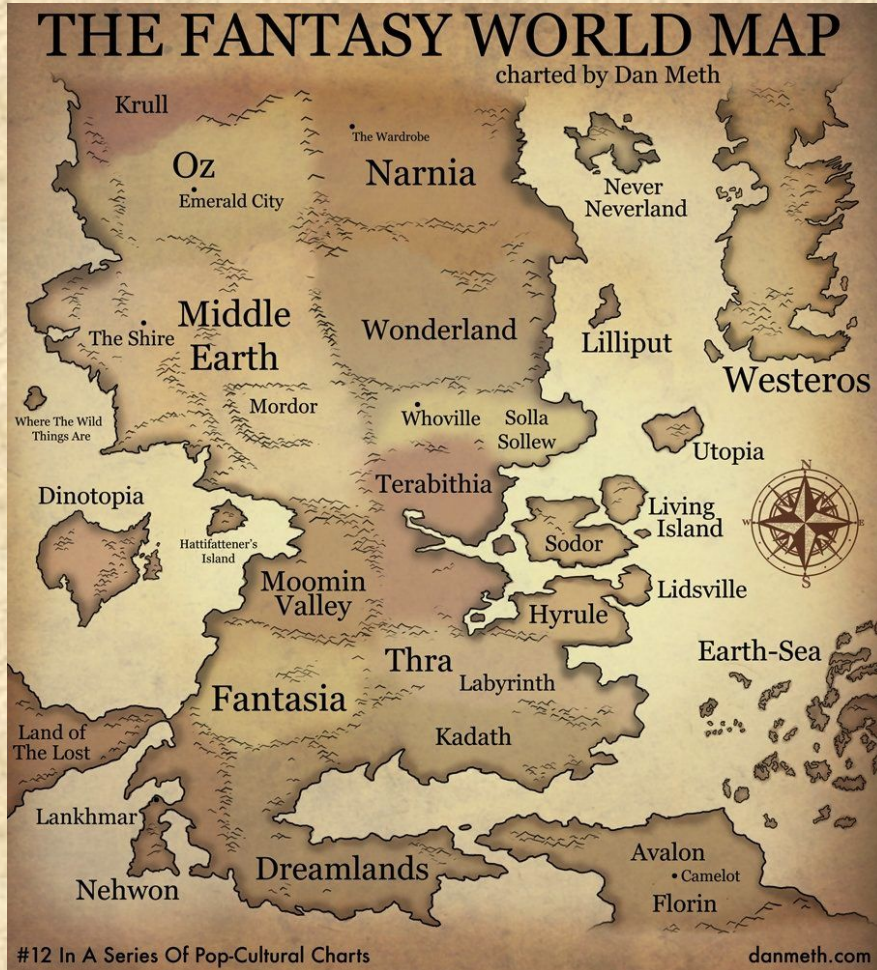 THE FANTASY WORLD MAP
charted by Dan Meth
Krull
The Wardrobe
Oz
Narnia
Emerald City
Never
Neverland
Middle
Earth
The Shire
Wonderland
Lilliput
Westeros
Mordor
Where The Wild
Things Are
Whoville
Solla
Sollew
Utopia
Terabithia
Dinotopia
Hattifattener's
Island
Living
Island
Sodor
N
W
E
S
Moomin
Valley
Hyrule
Lidsville
Thra
Labyrinth
Earth-Sea
Fantasia
Land of
The Lost
Kadath
Lankhmar
Nehwon
Dreamlands
Avalon
Camelot
Florin
#12 In A Series Of Pop-Cultural Charts
danmeth.com